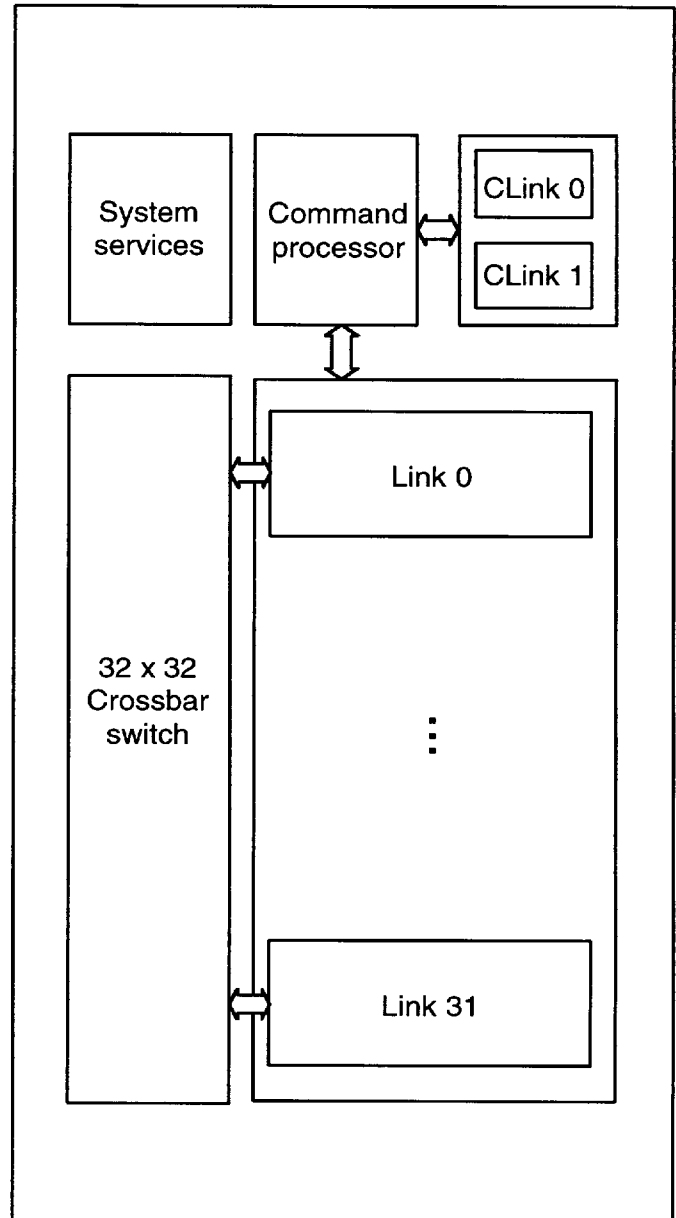 System
services
Command
processor
CLink 0
CLink 1
32 x 32
Crossbar
switch
Link 0
Link 31